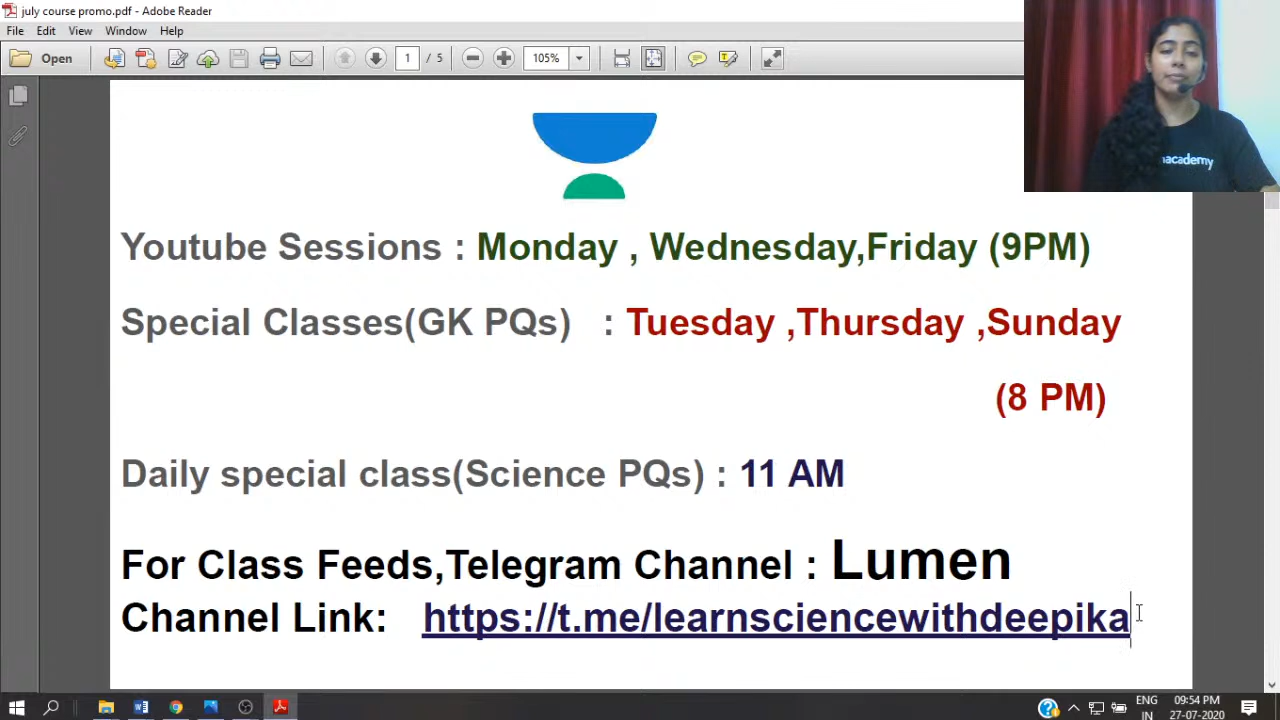 july course promo.pdf - Adobe Reader
File Edit View Window Help
Open 1 / 5 105%
nacademy
Youtube Sessions : Monday , Wednesday,Friday (9PM)
Special Classes(GK PQs) : Tuesday ,Thursday ,Sunday
(8 PM)
Daily special class(Science PQs) : 11 AM
For Class Feeds,Telegram Channel : Lumen
Channel Link: https://t.me/learnsciencewithdeepika
ENG 09:54 PM
IN 27-07-2020